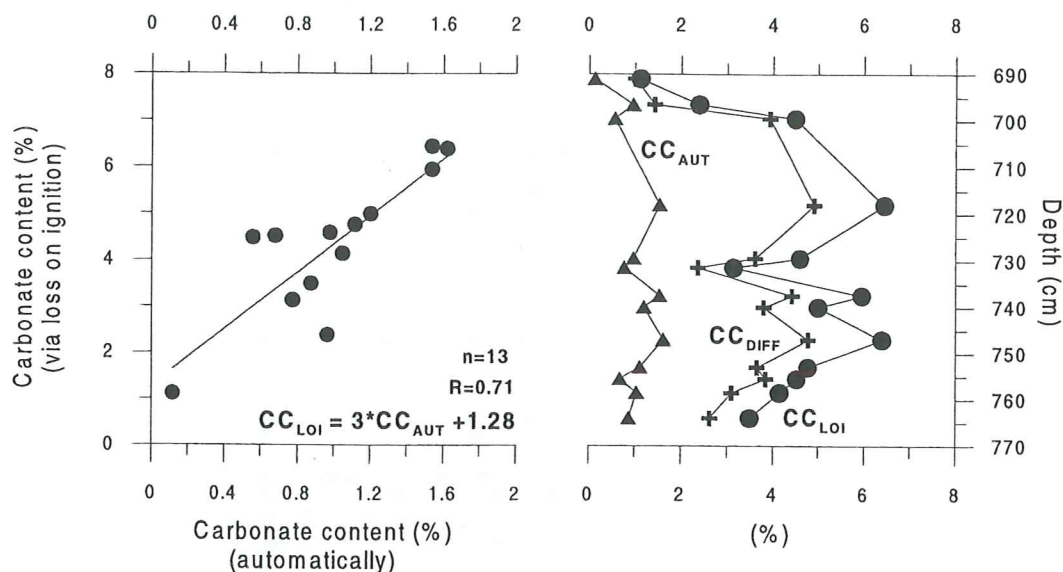 0 0.4 0.8 1.2 1.6 2
8
6
4
2
0
Carbonate content (%)
(via loss on ignition)
n=13
R=0.71
CC_LOI = 3*CC_AUT +1.28
0 0.4 0.8 1.2 1.6 2
Carbonate content (%)
(automatically)
0 2 4 6 8
690
700
710
720
730
740
750
760
770
Depth (cm)
CC_AUT
CC_DIFF
CC_LOI
0 2 4 6 8
(%)